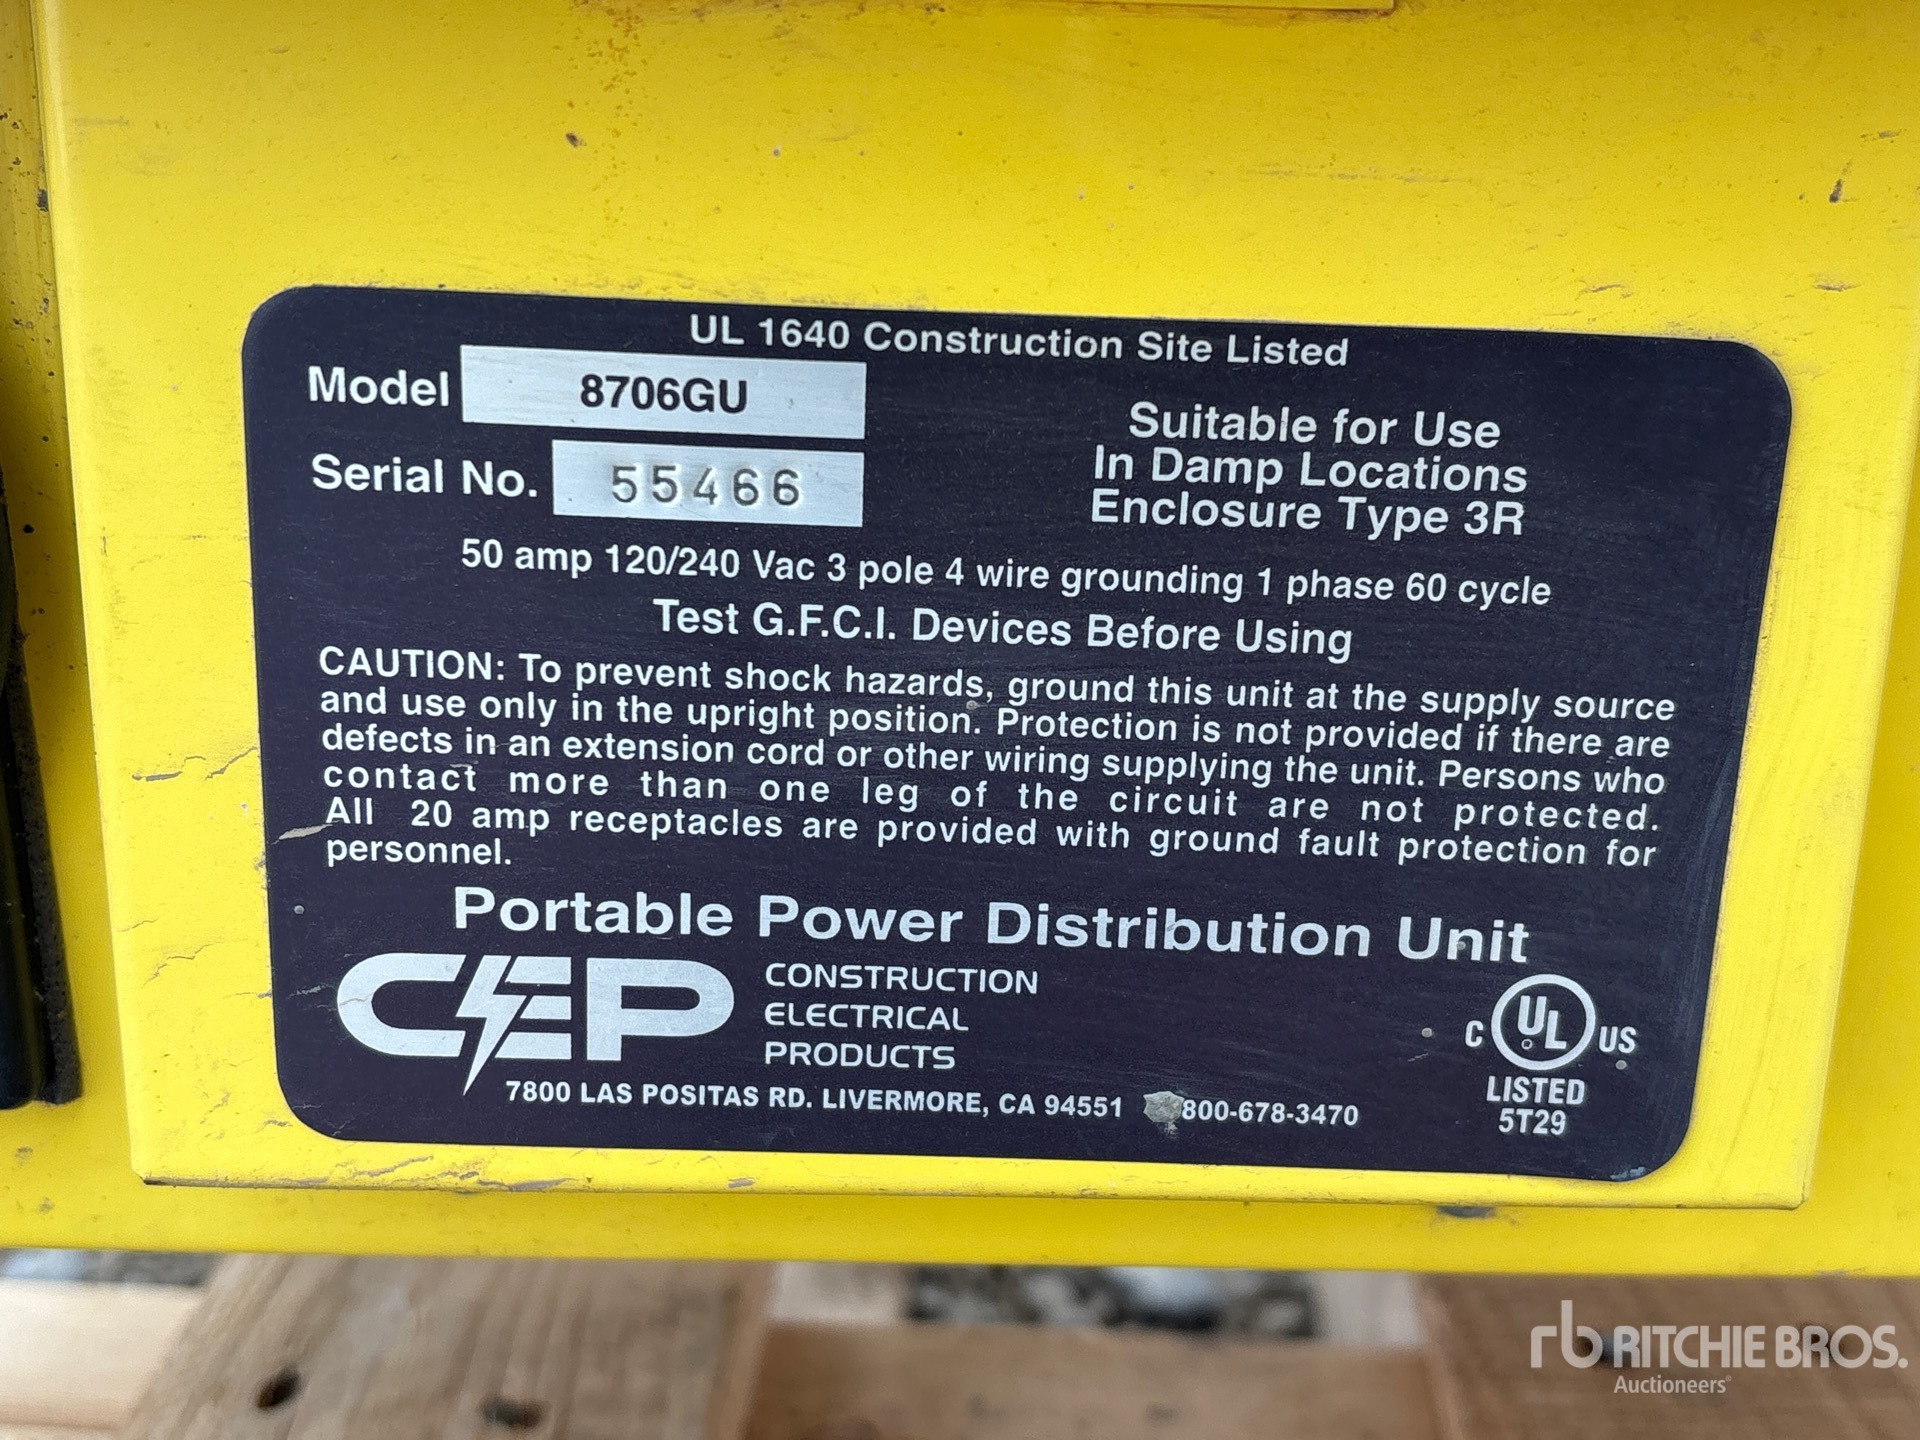 UL 1640 Construction Site Listed
Model 8706GU
Serial No. 55466
Suitable for Use
In Damp Locations
Enclosure Type 3R
50 amp 120/240 Vac 3 pole 4 wire grounding 1 phase 60 cycle
Test G.F.C.I. Devices Before Using
CAUTION: To prevent shock hazards, ground this unit at the supply source
and use only in the upright position. Protection is not provided if there are
defects in an extension cord or other wiring supplying the unit. Persons who
contact more than one leg of the circuit are not protected.
All 20 amp receptacles are provided with ground fault protection for
personnel.
Portable Power Distribution Unit
CEP
CONSTRUCTION
ELECTRICAL
PRODUCTS
7800 LAS POSITAS RD. LIVERMORE, CA 94551 800-678-3470
C UL US
LISTED
5T29
rb RITCHIE BROS.
Auctioneers